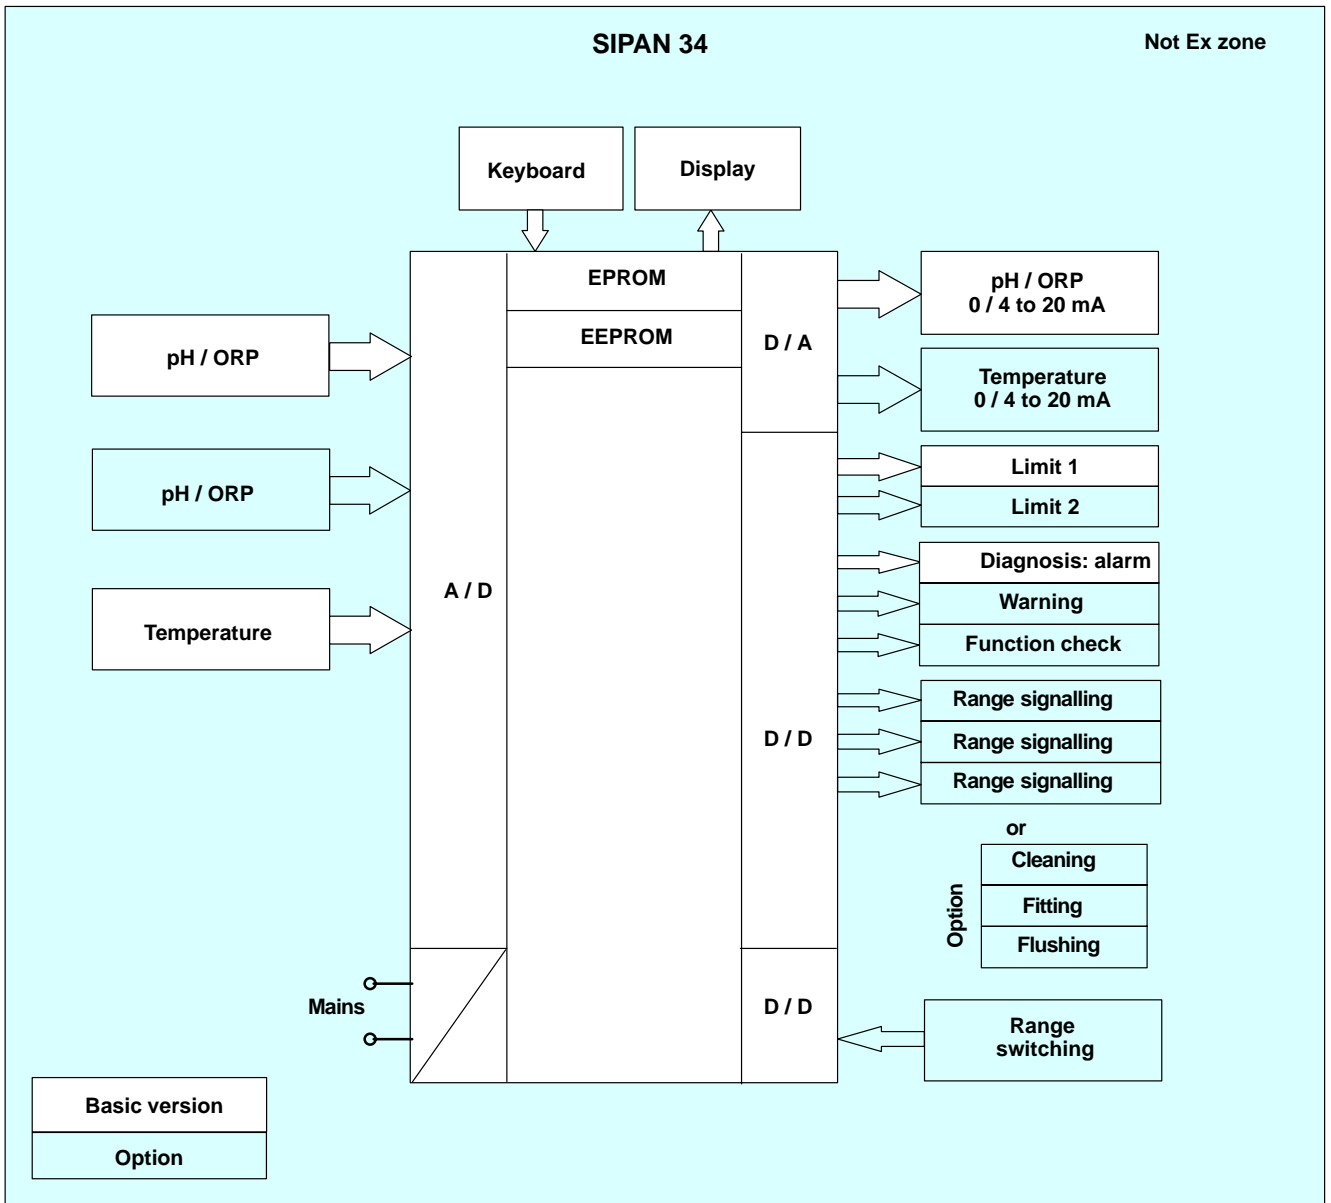 SIPAN 34
Not Ex zone
Keyboard
Display
EPROM
EEPROM
D / A
pH / ORP
0 / 4 to 20 mA
Temperature
0 / 4 to 20 mA
pH / ORP
pH / ORP
Temperature
A / D
Limit 1
Limit 2
Diagnosis: alarm
Warning
Function check
D / D
Range signalling
Range signalling
Range signalling
or
Option
Cleaning
Fitting
Flushing
Mains
D / D
Range
switching
Basic version
Option